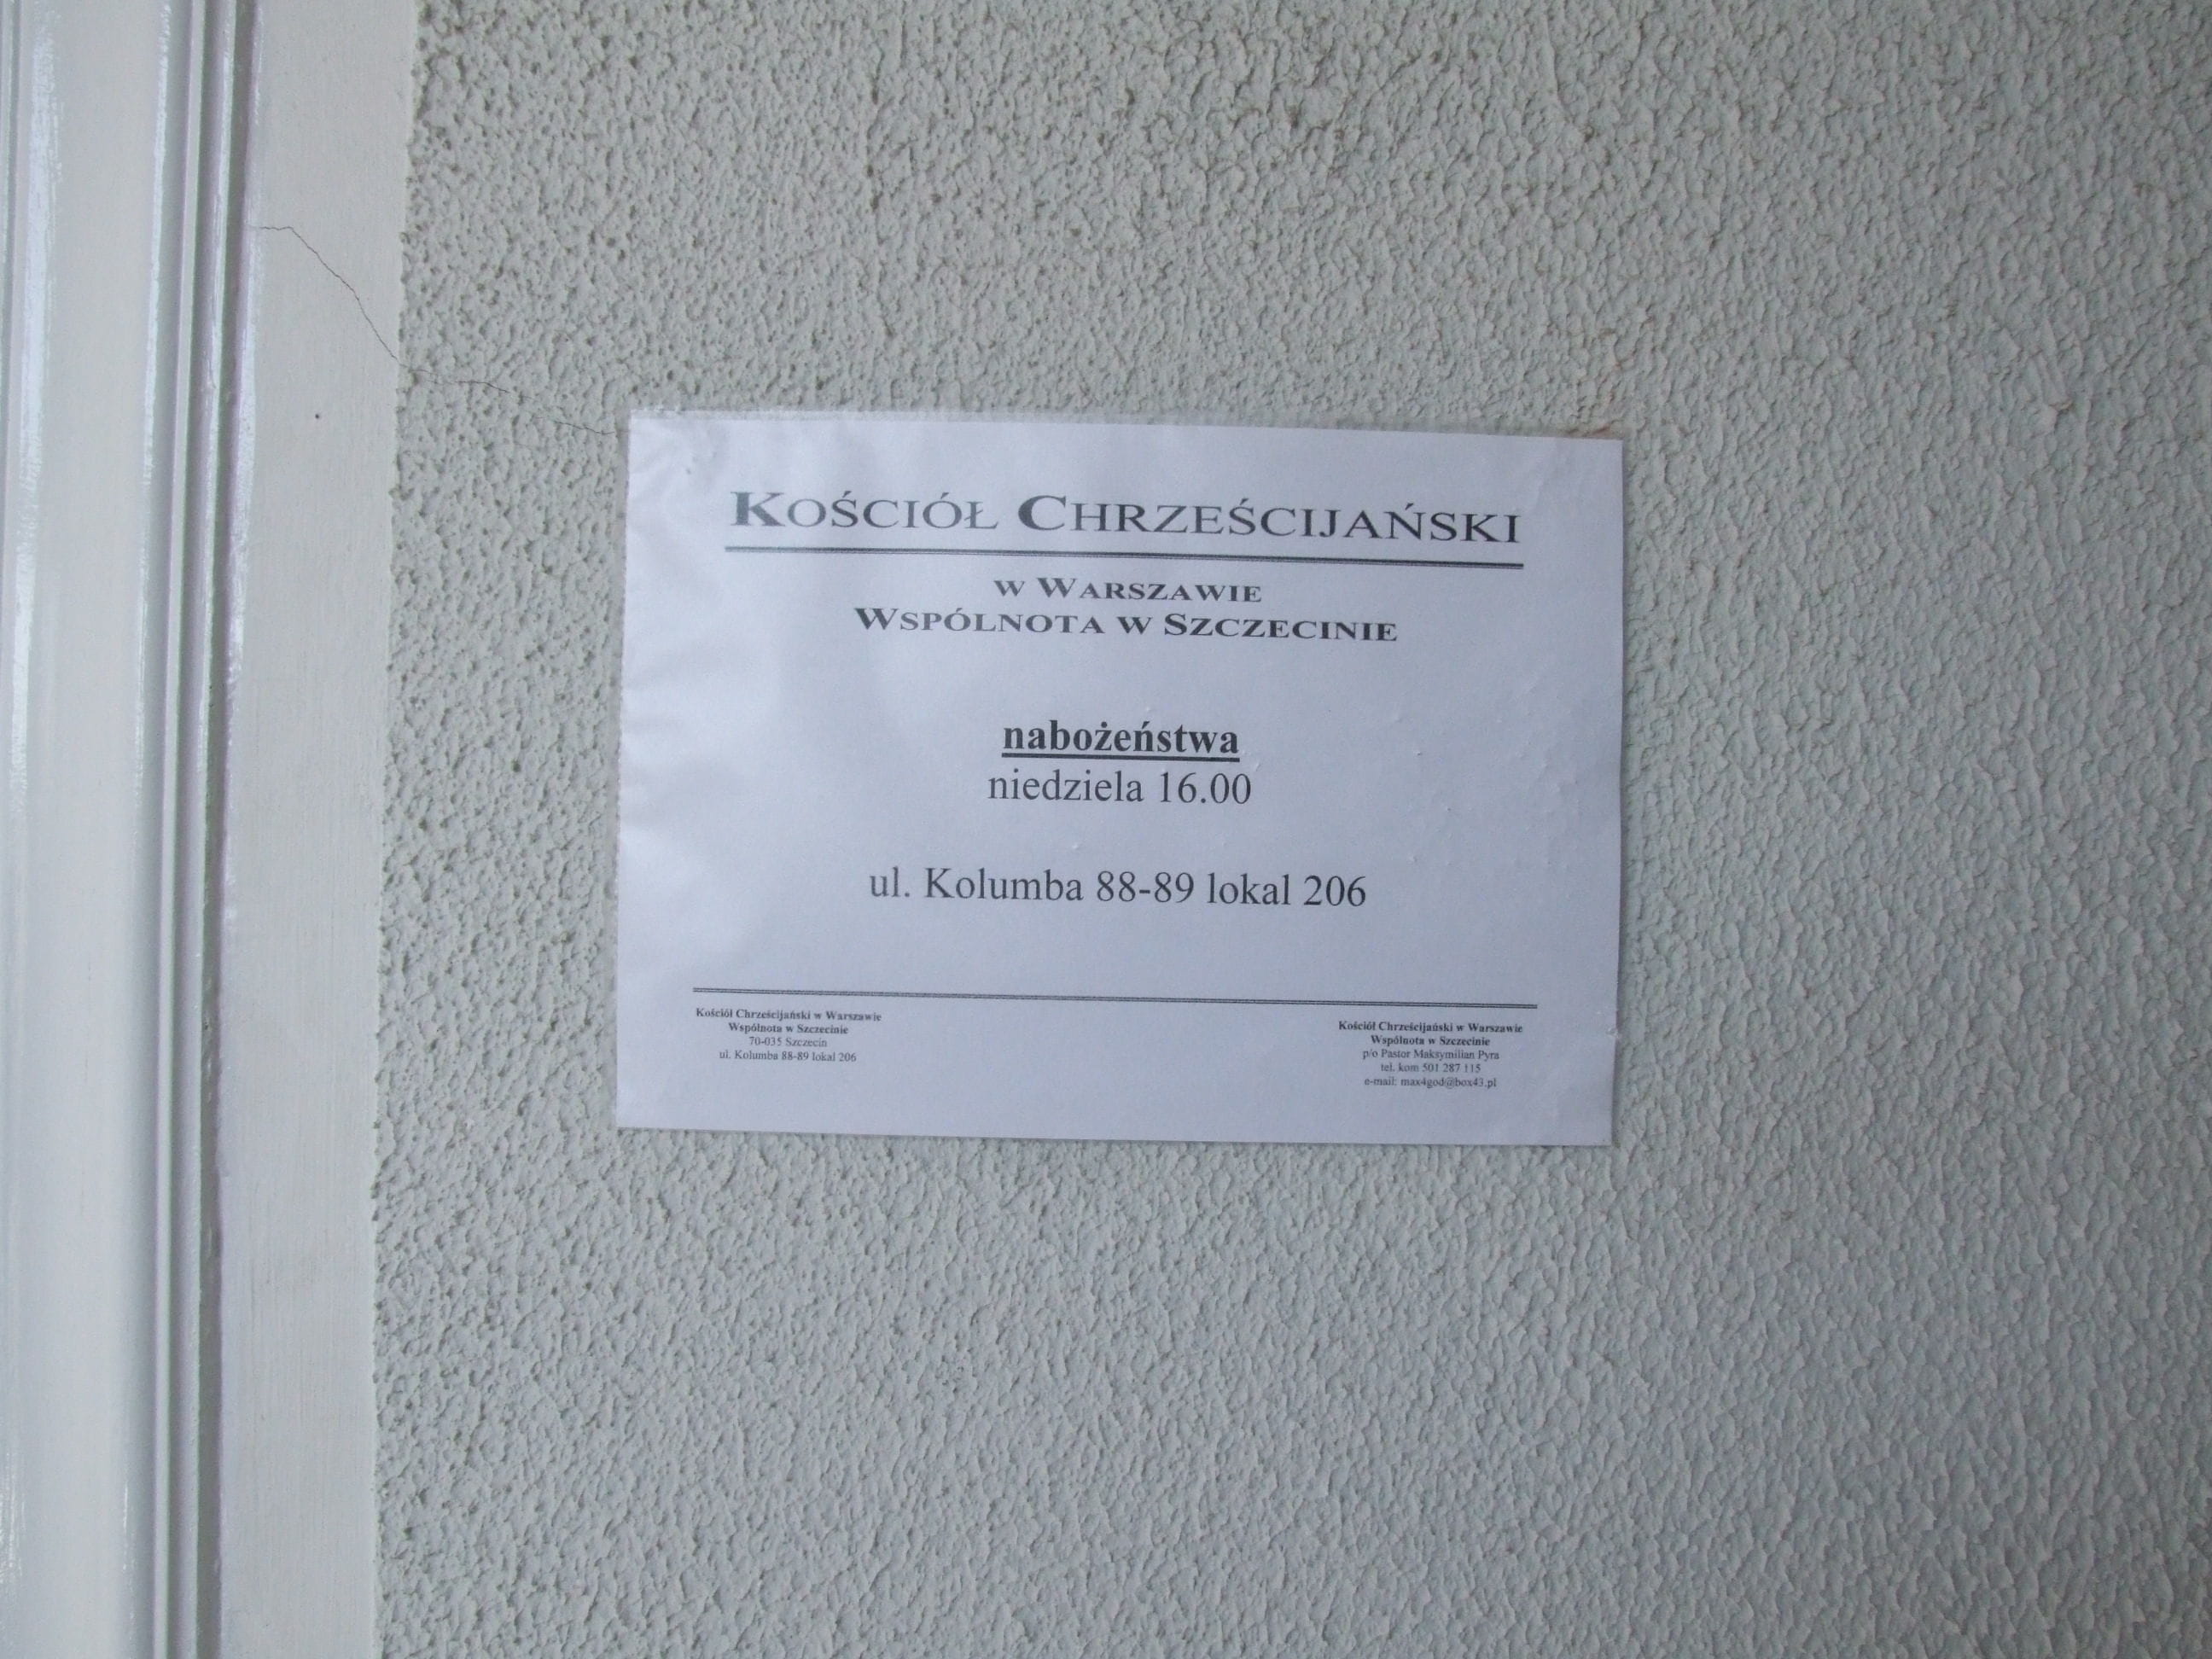 KOŚCIÓŁ CHRZEŚCIJAŃSKI
W WARSZAWIE
WSPÓLNOTA W SZCZECINIE
nabożeństwa
niedziela 16.00
ul. Kolumba 88-89 lokal 206
Kościół Chrześcijański w Warszawie
Wspólnota w Szczecinie
70-035 Szczecin
ul. Kolumba 88-89 lokal 206
Kościół Chrześcijański w Warszawie
Wspólnota w Szczecinie
p/o Pastor Maksymilian Pyra
tel. kom 501 287 115
e-mail: max4god@box43.pl